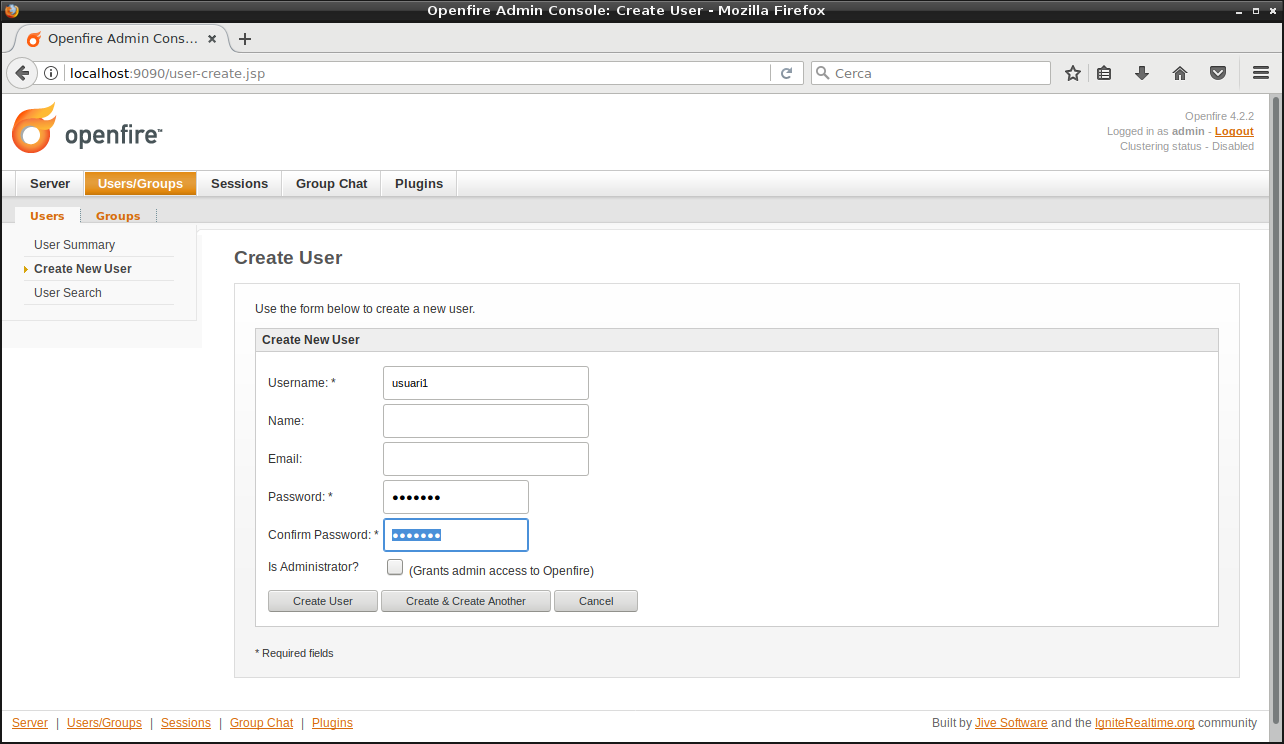 Openfire Admin Console: Create User - Mozilla Firefox
Openfire Admin Cons...
localhost:9090/user-create.jsp
Cerca
openfire™
Openfire 4.2.2
Logged in as admin - Logout
Clustering status - Disabled
Server Users/Groups Sessions Group Chat Plugins
Users Groups
User Summary
Create New User
User Search
Create User
Use the form below to create a new user.
Create New User
Username: * usuari1
Name:
Email:
Password: * •••••••
Confirm Password: * •••••••
Is Administrator? (Grants admin access to Openfire)
Create User Create & Create Another Cancel
* Required fields
Server | Users/Groups | Sessions | Group Chat | Plugins
Built by Jive Software and the IgniteRealtime.org community